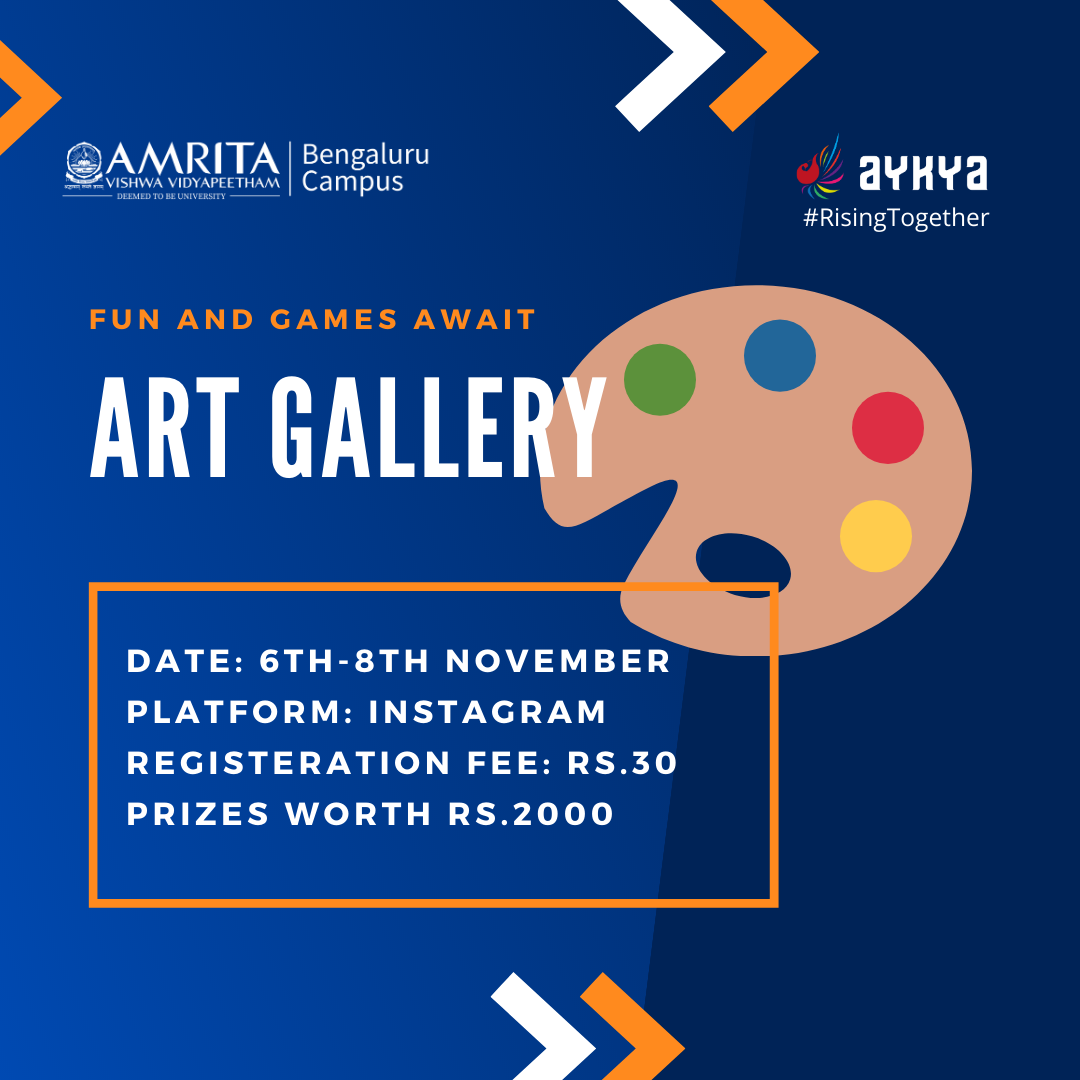 AMRITA
VISHWA VIDYAPEETHAM
DEEMED TO BE UNIVERSITY
Bengaluru
Campus
AYKYA
#RisingTogether
FUN AND GAMES AWAIT
ART GALLERY
DATE: 6TH-8TH NOVEMBER
PLATFORM: INSTAGRAM
REGISTERATION FEE: RS.30
PRIZES WORTH RS.2000